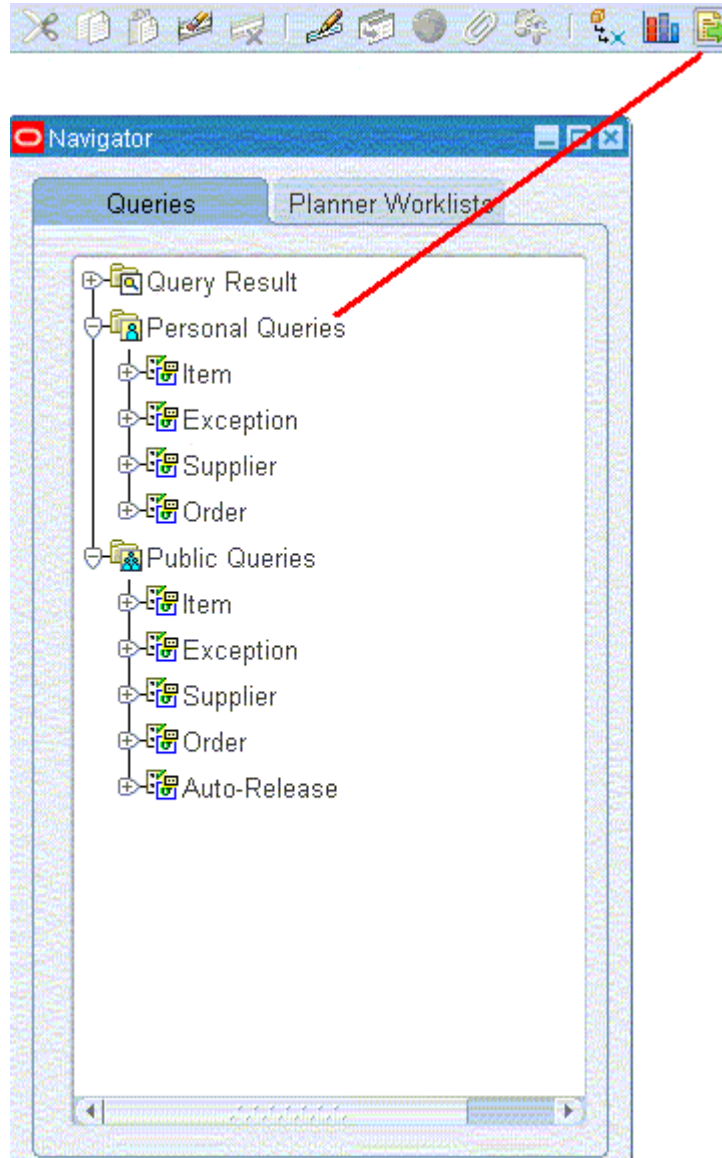 Navigator
Queries Planner Worklists
Query Result
Personal Queries
Item
Exception
Supplier
Order
Public Queries
Item
Exception
Supplier
Order
Auto-Release